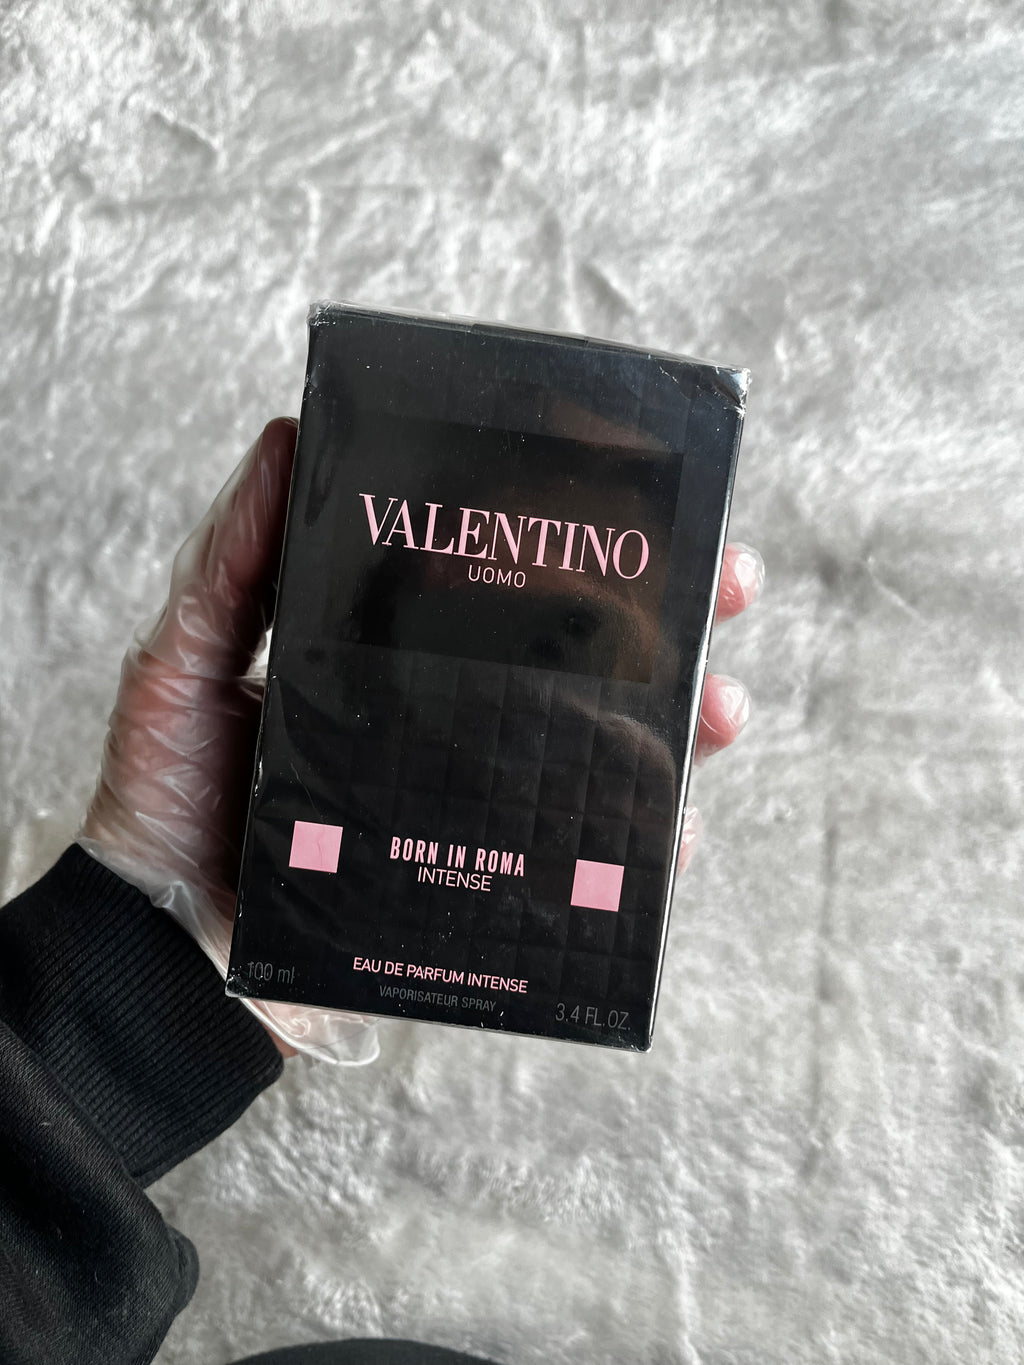 VALENTINO
UOMO
BORN IN ROMA
INTENSE
EAU DE PARFUM INTENSE
100 ml
VAPORISATEUR SPRAY
3.4 FL.OZ.